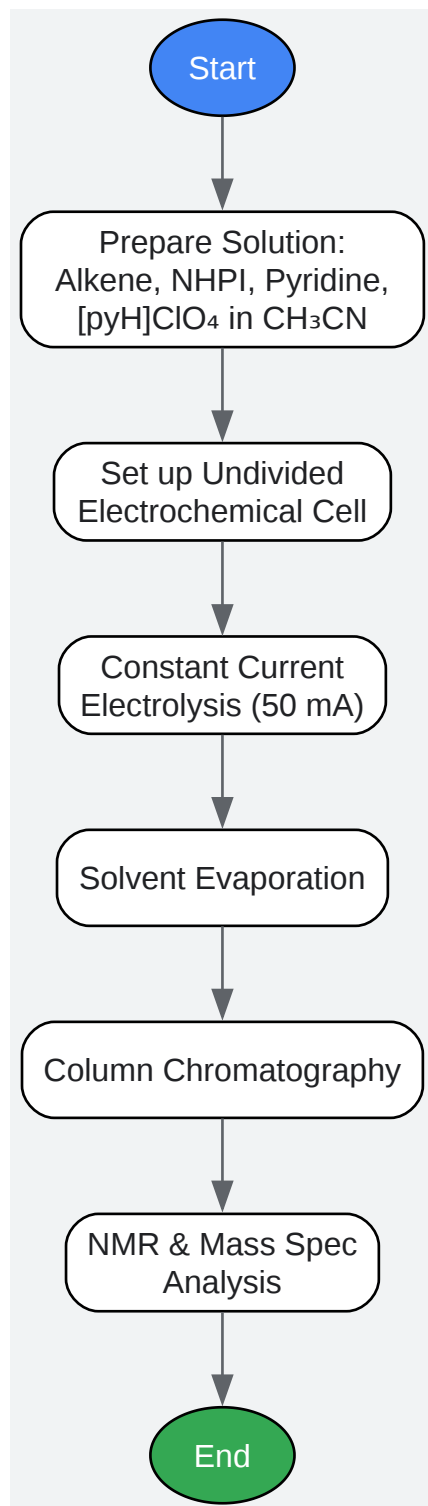 Start
Prepare Solution:
Alkene, NHPI, Pyridine,
[pyH]ClO₄ in CH₃CN
Set up Undivided
Electrochemical Cell
Constant Current
Electrolysis (50 mA)
Solvent Evaporation
Column Chromatography
NMR & Mass Spec
Analysis
End